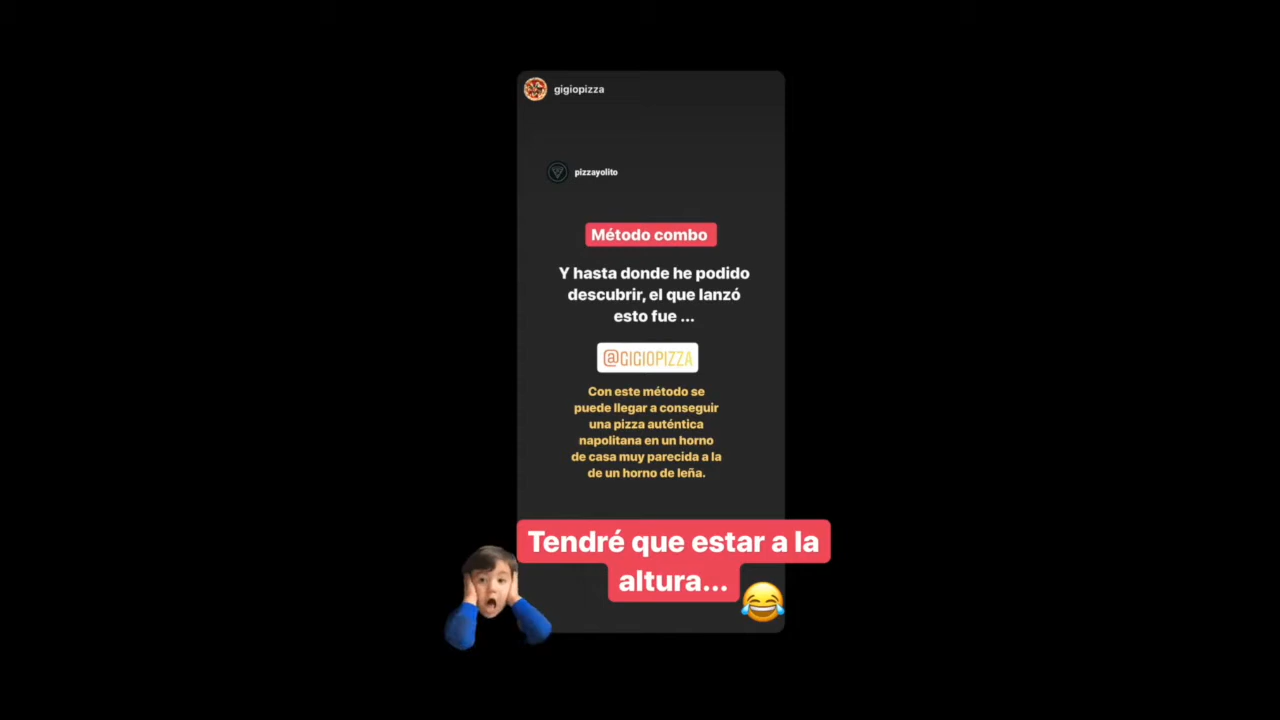 gigiopizza
pizzayolito
Método combo
Y hasta donde he podido
descubrir, el que lanzó
esto fue ...
@GIGIOPIZZA
Con este método se
puede llegar a conseguir
una pizza auténtica
napolitana en un horno
de casa muy parecida a la
de un horno de leña.
Tendré que estar a la
altura...